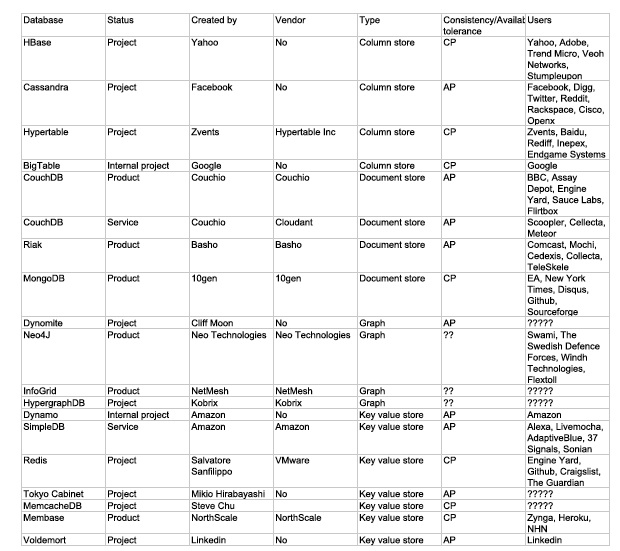 Database Status Created by Vendor Type Consistency/Availat Users
tolerance
HBase Project Yahoo No Column store CP Yahoo, Adobe,
Trend Micro, Veoh
Networks,
Stumpleupon
Cassandra Project Facebook No Column store AP Facebook, Digg,
Twitter, Reddit,
Rackspace, Cisco,
Openx
Hypertable Project Zvents Hypertable Inc Column store CP Zvents, Baidu,
Rediff, Inepex,
Endgame Systems
BigTable Internal project Google No Column store CP Google
CouchDB Product Couchio Couchio Document store AP BBC, Assay
Depot, Engine
Yard, Sauce Labs,
Flirtbox
CouchDB Service Couchio Cloudant Document store AP Scoopler, Cellecta,
Meteor
Riak Product Basho Basho Document store AP Comcast, Mochi,
Cedexis, Collecta,
TeleSkele
MongoDB Product 10gen 10gen Document store CP EA, New York
Times, Disqus,
Github,
Sourceforge
Dynomite Project Cliff Moon No Graph AP ?????
Neo4J Product Neo Technologies Neo Technologies Graph ?? Swami, The
Swedish Defence
Forces, Windh
Technologies,
Flextoll
InfoGrid Product NetMesh NetMesh Graph ?? ?????
HypergraphDB Project Kobrix Kobrix Graph ?? ?????
Dynamo Internal project Amazon No Key value store AP Amazon
SimpleDB Service Amazon Amazon Key value store AP Alexa, Livemocha,
AdaptiveBlue, 37
Signals, Sonian
Redis Project Salvatore VMware Key value store CP Engine Yard,
Sanfilippo Github, Craigslist,
The Guardian
Tokyo Cabinet Project Mikio Hirabayashi No Key value store AP ?????
MemcacheDB Project Steve Chu Key value store CP ?????
Membase Product NorthScale NorthScale Key value store CP Zynga, Heroku,
NHN
Voldemort Project Linkedin No Key value store AP Linkedin